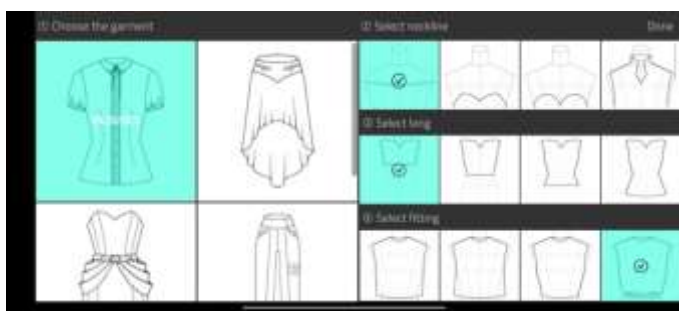 ① Choose the garment
② Select neckline
Done
③ Select long
④ Select fitting